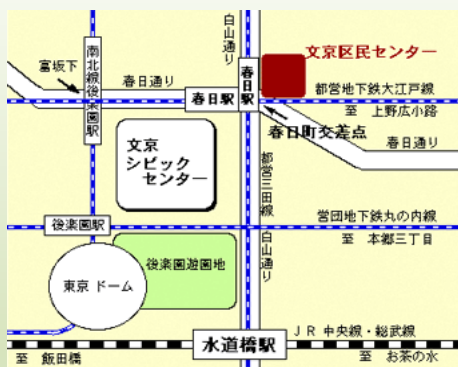 白山通り
文京区民センター
富坂下
南北線後楽園駅
春日通り
春日駅
春日駅
都営地下鉄大江戸線
至 上野広小路
春日町交差点
春日通り
文京
シビック
センター
都営三田線
営団地下鉄丸の内線
後楽園駅
至 本郷三丁目
白山通り
後楽園遊園地
東京 ドーム
JR 中央線・総武線
水道橋駅
至 飯田橋
至 お茶の水